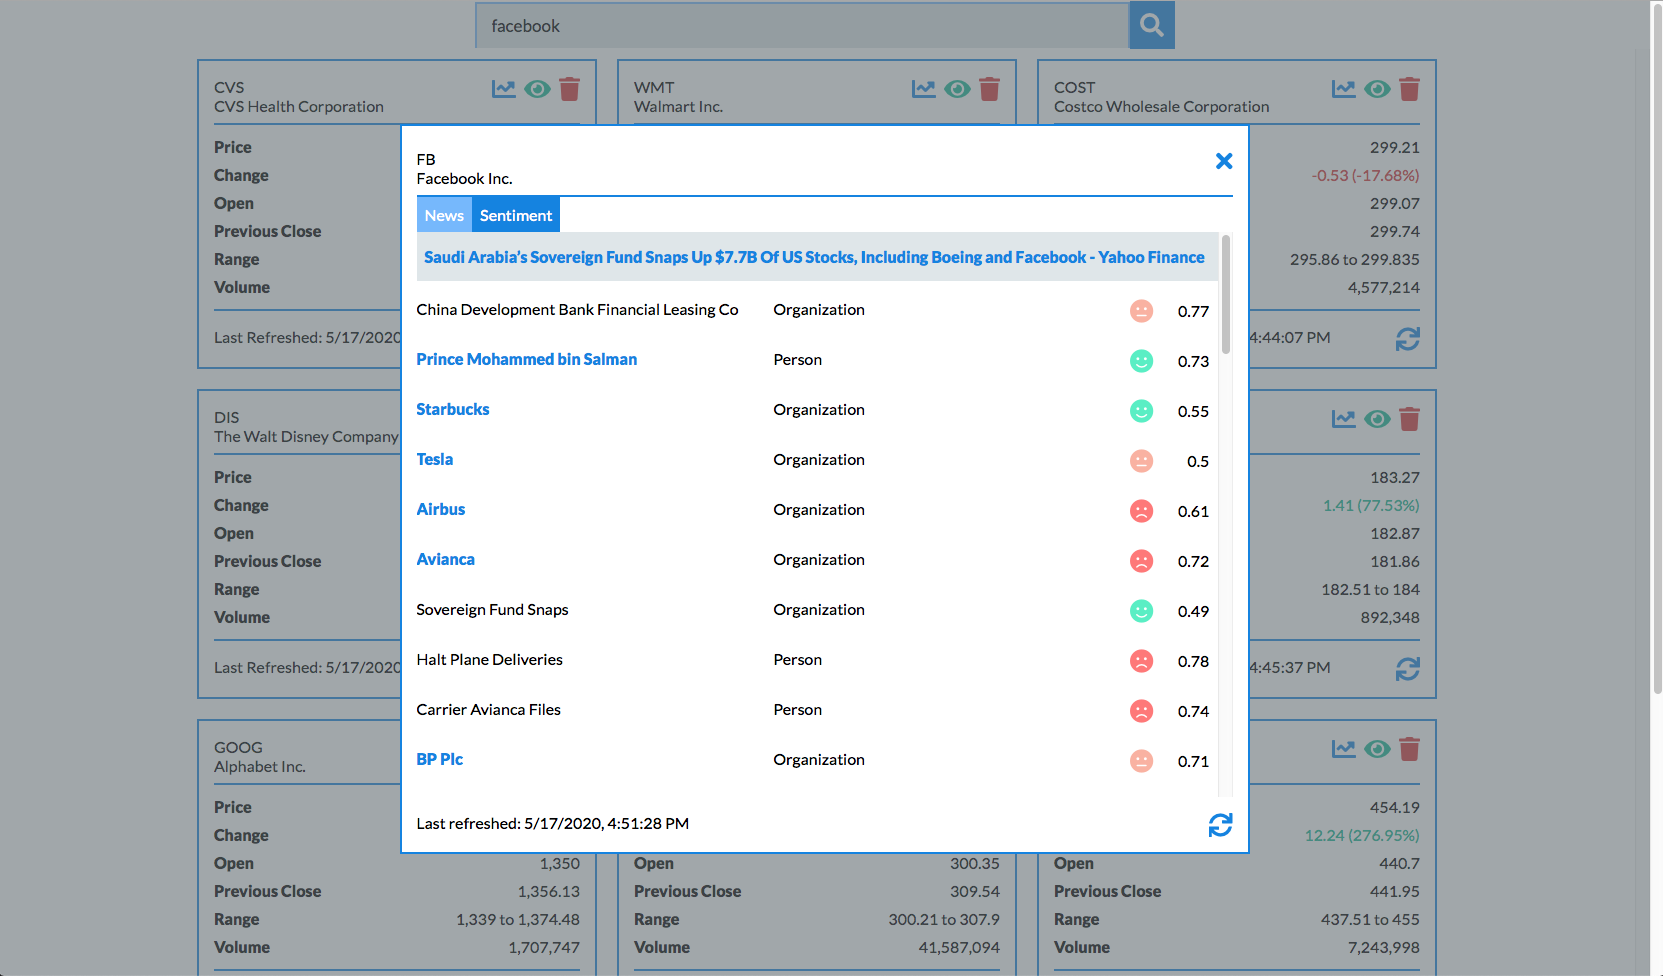 facebook
CVS
CVS Health Corporation
WMT
Walmart Inc.
COST
Costco Wholesale Corporation
Price
Change
Open
Previous Close
Range
Volume
Last Refreshed: 5/17/2020
299.21
-0.53 (-17.68%)
299.07
299.74
295.86 to 299.835
4,577,214
4:44:07 PM
FB
Facebook Inc.
News Sentiment
Saudi Arabia’s Sovereign Fund Snaps Up $7.7B Of US Stocks, Including Boeing and Facebook - Yahoo Finance
China Development Bank Financial Leasing Co Organization 0.77
Prince Mohammed bin Salman Person 0.73
Starbucks Organization 0.55
Tesla Organization 0.5
Airbus Organization 0.61
Avianca Organization 0.72
Sovereign Fund Snaps Organization 0.49
Halt Plane Deliveries Person 0.78
Carrier Avianca Files Person 0.74
BP Plc Organization 0.71
Last refreshed: 5/17/2020, 4:51:28 PM
DIS
The Walt Disney Company
Price
Change
Open
Previous Close
Range
Volume
Last Refreshed: 5/17/2020
183.27
1.41 (77.53%)
182.87
181.86
182.51 to 184
892,348
4:45:37 PM
GOOG
Alphabet Inc.
Price
Change
Open 1,350
Previous Close 1,356.13
Range 1,339 to 1,374.48
Volume 1,707,747
Open 300.35
Previous Close 309.54
Range 300.21 to 307.9
Volume 41,587,094
454.19
12.24 (276.95%)
Open 440.7
Previous Close 441.95
Range 437.51 to 455
Volume 7,243,998